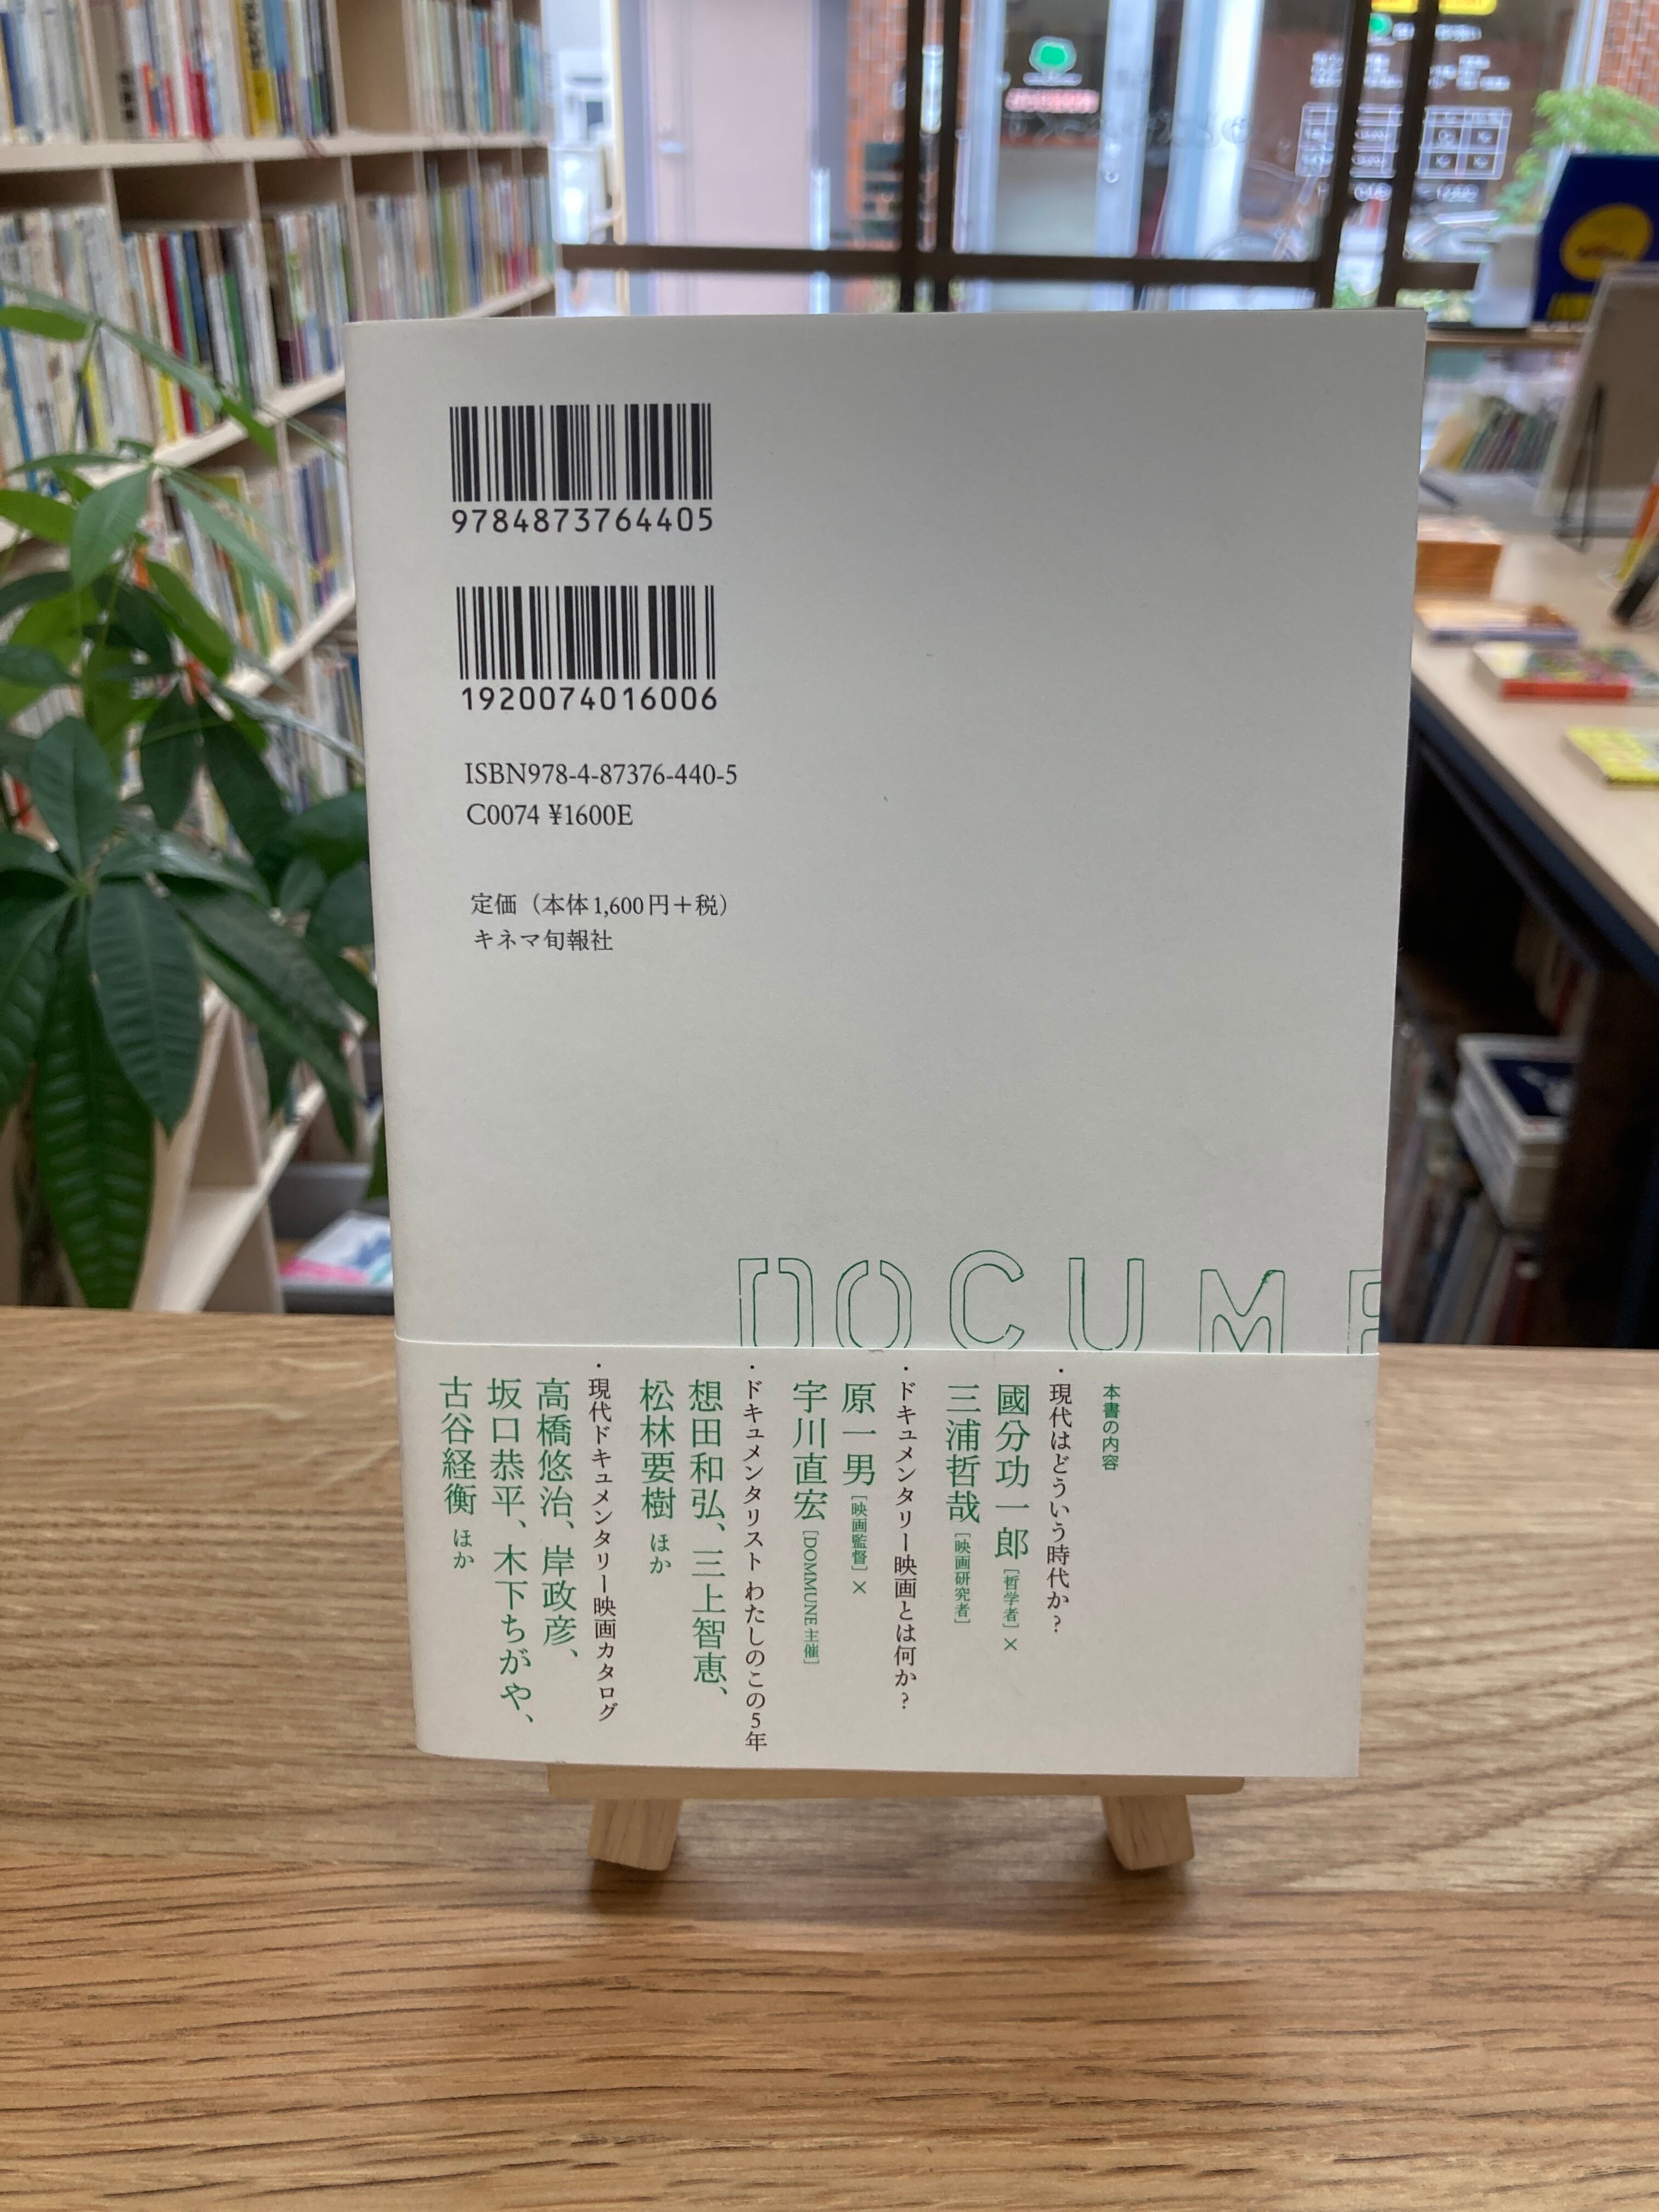 9784873764405
1920074016006
ISBN978-4-87376-440-5
C0074 ¥1600E
定価（本体1,600円＋税）
キネマ旬報社
DOCUM
本書の内容
・現代はどういう時代か？
國分功一郎［哲学者］×
三浦哲哉［映画研究者］
・ドキュメンタリー映画とは何か？
原一男［映画監督］×
宇川直宏［DOMMUNE主催］
・ドキュメンタリスト わたしのこの5年
想田和弘、三上智恵、
松林要樹 ほか
・現代ドキュメンタリー映画カタログ
高橋悠治、岸政彦、
坂口恭平、木下ちがや、
古谷経衡 ほか